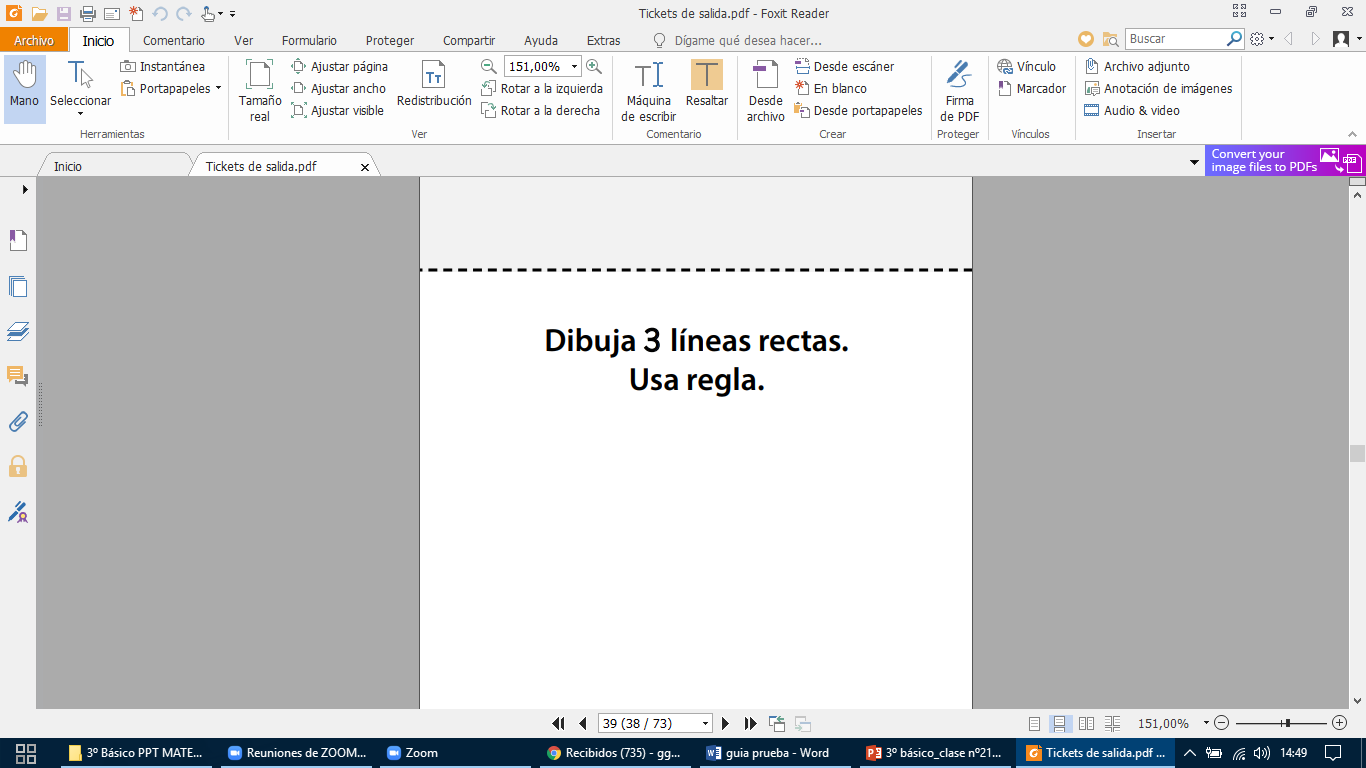 Tickets de salida.pdf - Foxit Reader
Archivo Inicio Comentario Ver Formulario Proteger Compartir Ayuda Extras Dígame qué desea hacer... Buscar
Mano
Seleccionar
Instantánea
Portapapeles
Herramientas
Tamaño real
Ajustar página
Ajustar ancho
Ajustar visible
Redistribución
151,00%
Rotar a la izquierda
Rotar a la derecha
Ver
Máquina de escribir
Resaltar
Comentario
Desde archivo
Desde escáner
En blanco
Desde portapapeles
Crear
Firma de PDF
Proteger
Vínculo
Marcador
Vínculos
Archivo adjunto
Anotación de imágenes
Audio & video
Insertar
Inicio Tickets de salida.pdf
Convert your
image files to PDFs
PDF
Dibuja 3 líneas rectas.
Usa regla.
39 (38 / 73) 151,00%
3º Básico PPT MATE... Reuniones de ZOOM... Zoom Recibidos (735) - gg... guia prueba - Word 3º básico_clase nº21... Tickets de salida.pdf ... 14:49